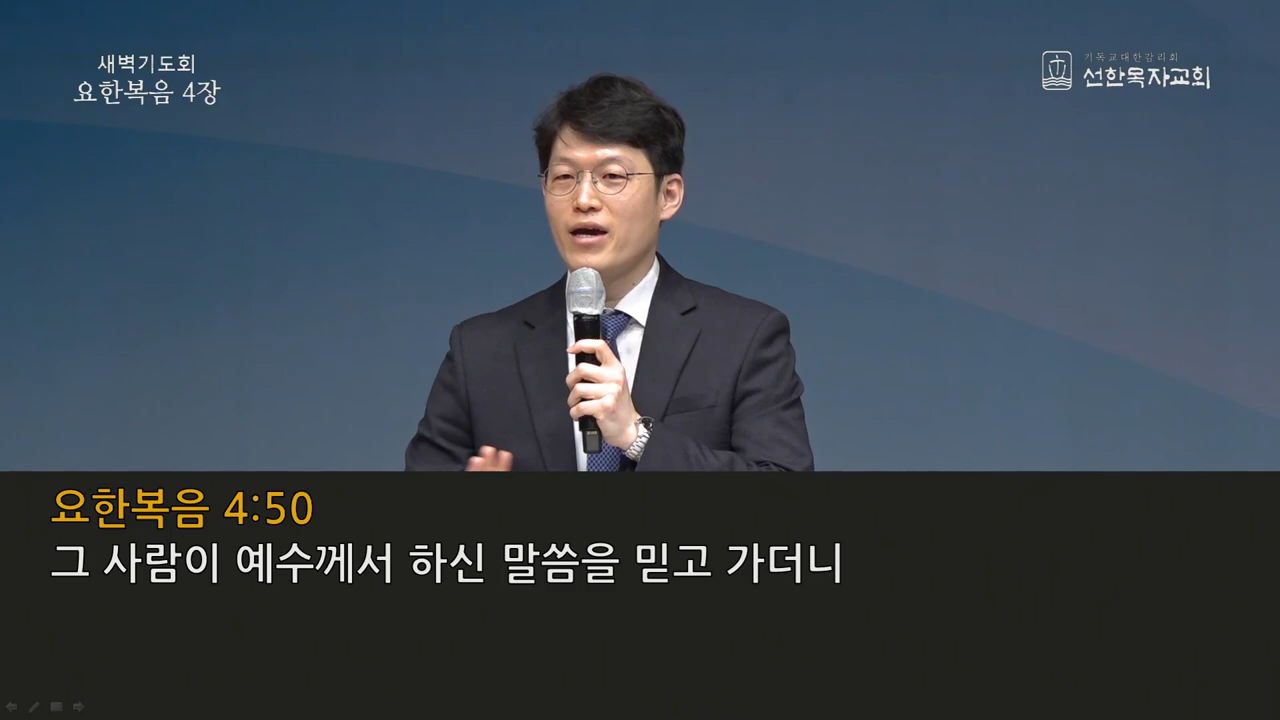 새벽기도회
요한복음 4장
기독교대한감리회
선한목자교회
요한복음 4:50
그 사람이 예수께서 하신 말씀을 믿고 가더니